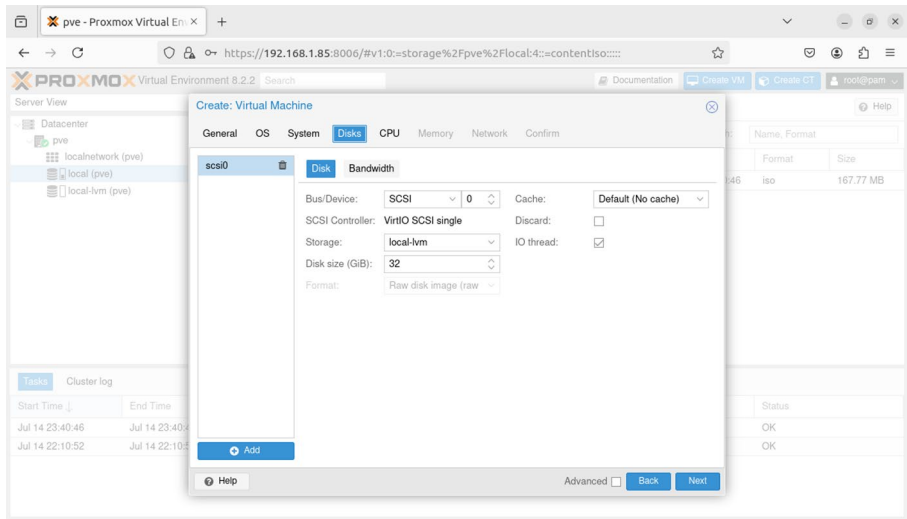 pve - Proxmox Virtual En
https://192.168.1.85:8006/#v1:0:=storage%2Fpve%2Flocal:4::=contentIso:::::
PROXMOX Virtual Environment 8.2.2 Search Documentation Create VM Create CT root@pam
Server View
Help
Datacenter
pve
localnetwork (pve)
local (pve)
local-lvm (pve)
Name, Format
Format Size
iso 167.77 MB
Create: Virtual Machine
General OS System Disks CPU Memory Network Confirm
scsi0
Disk Bandwidth
Bus/Device: SCSI 0 Cache: Default (No cache)
SCSI Controller: VirtIO SCSI single Discard:
Storage: local-lvm IO thread:
Disk size (GiB): 32
Format: Raw disk image (raw
Add
Help Advanced Back Next
Tasks Cluster log
Start Time End Time Status
Jul 14 23:40:46 Jul 14 23:40: OK
Jul 14 22:10:52 Jul 14 22:10: OK